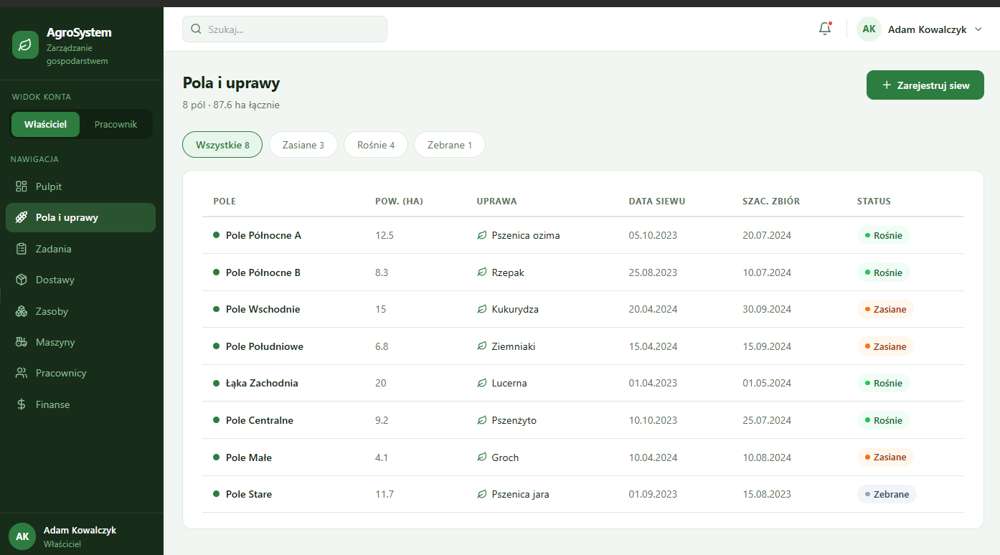 AgroSystem
Zarządzanie
gospodarstwem
WIDOK KONTA
Właściciel Pracownik
NAWIGACJA
Pulpit
Pola i uprawy
Zadania
Dostawy
Zasoby
Maszyny
Pracownicy
Finanse
AK Adam Kowalczyk
Właściciel
Szukaj...
AK Adam Kowalczyk
Pola i uprawy
8 pól · 87.6 ha łącznie
+ Zarejestruj siew
Wszystkie 8 Zasiane 3 Rośnie 4 Zebrane 1
POLE POW. (HA) UPRAWA DATA SIEWU SZAC. ZBIÓR STATUS
Pole Północne A 12.5 Pszenica ozima 05.10.2023 20.07.2024 Rośnie
Pole Północne B 8.3 Rzepak 25.08.2023 10.07.2024 Rośnie
Pole Wschodnie 15 Kukurydza 20.04.2024 30.09.2024 Zasiane
Pole Południowe 6.8 Ziemniaki 15.04.2024 15.09.2024 Zasiane
Łąka Zachodnia 20 Lucerna 01.04.2023 01.05.2024 Rośnie
Pole Centralne 9.2 Pszenżyto 10.10.2023 25.07.2024 Rośnie
Pole Małe 4.1 Groch 10.04.2024 10.08.2024 Zasiane
Pole Stare 11.7 Pszenica jara 01.09.2023 15.08.2023 Zebrane